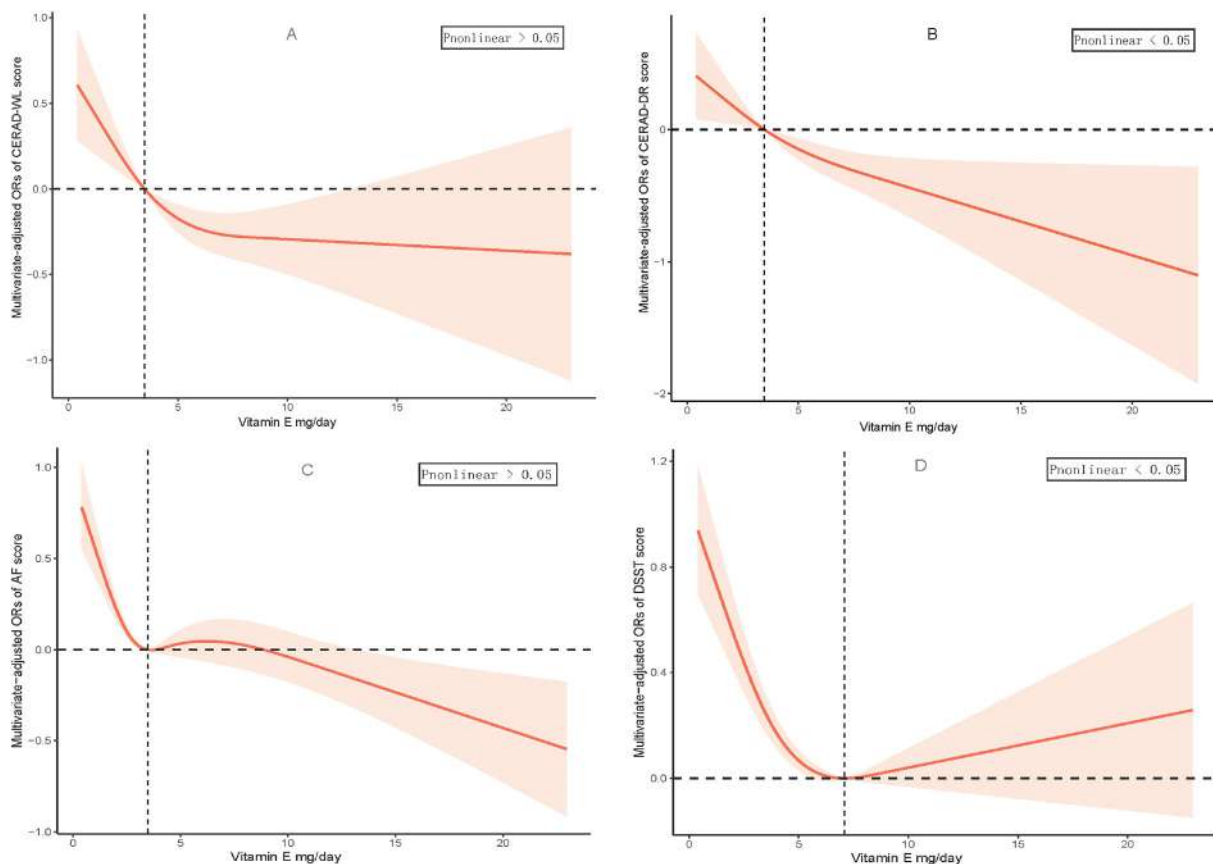 A
Pnonlinear > 0.05
Multivariate-adjusted ORs of CERAD-WL score
1.0
0.5
0.0
−0.5
−1.0
0
5
10
15
20
Vitamin E mg/day
B
Pnonlinear < 0.05
Multivariate-adjusted ORs of CERAD-DR score
0
−1
−2
0
5
10
15
20
Vitamin E mg/day
C
Pnonlinear > 0.05
Multivariate−adjusted ORs of AF score
1.0
0.5
0.0
−0.5
−1.0
0
5
10
15
20
Vitamin E mg/day
D
Pnonlinear < 0.05
Multivariate−adjusted ORs of DSST score
1.2
0.8
0.4
0.0
0
5
10
15
20
Vitamin E mg/day